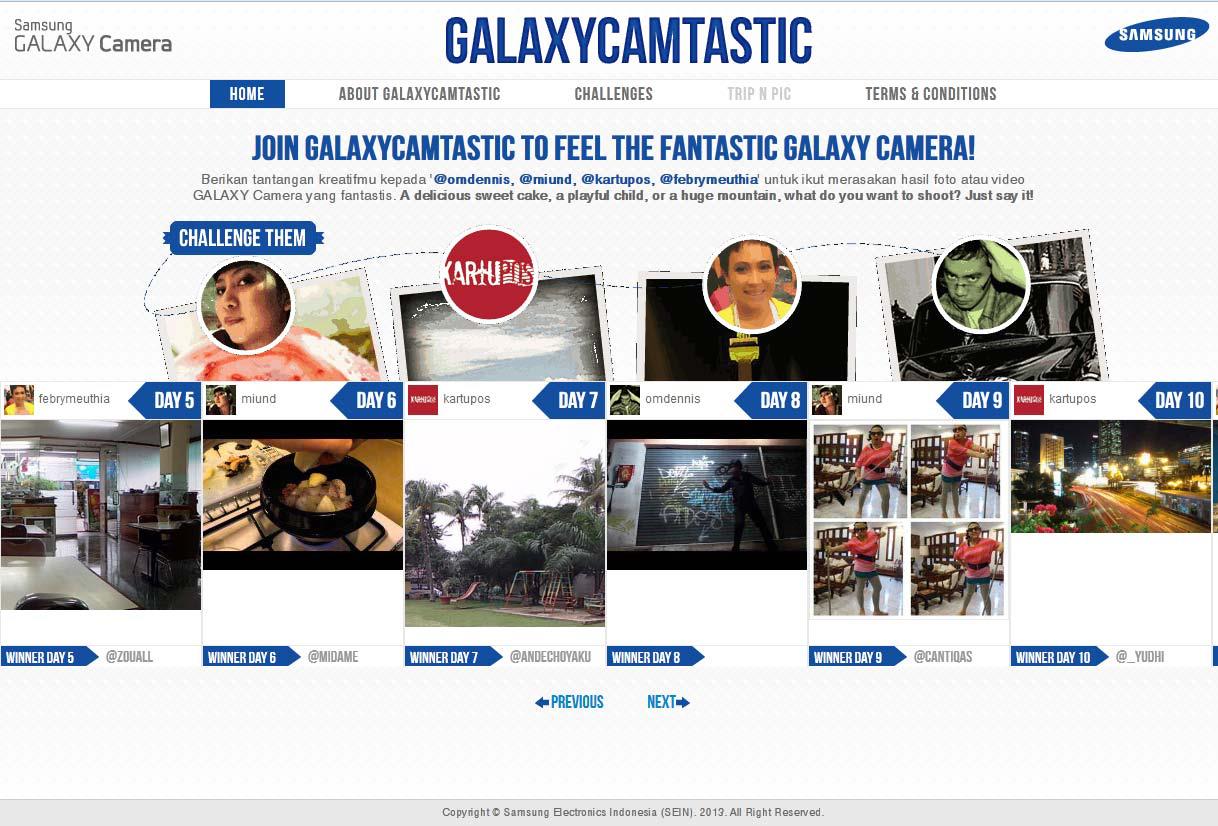 Samsung
GALAXY Camera
GALAXYCAMTASTIC
SAMSUNG
HOME
ABOUT GALAXYCAMTASTIC
CHALLENGES
TRIP N PIC
TERMS & CONDITIONS
JOIN GALAXYCAMTASTIC TO FEEL THE FANTASTIC GALAXY CAMERA!
Berikan tantangan kreatifmu kepada '@omdennis, @miund, @kartupos, @febrymeuthia' untuk ikut merasakan hasil foto atau video
GALAXY Camera yang fantastis. A delicious sweet cake, a playful child, or a huge mountain, what do you want to shoot? Just say it!
CHALLENGE THEM
KARTUPOS
febrymeuthia
DAY 5
miund
DAY 6
kartupos
DAY 7
omdennis
DAY 8
miund
DAY 9
kartupos
DAY 10
WINNER DAY 5
@ZOUALL
WINNER DAY 6
@MIDAME
WINNER DAY 7
@ANDECHOYAKU
WINNER DAY 8
WINNER DAY 9
@CANTIQAS
WINNER DAY 10
@_YUDHI
PREVIOUS
NEXT
Copyright © Samsung Electronics Indonesia (SEIN). 2013. All Right Reserved.